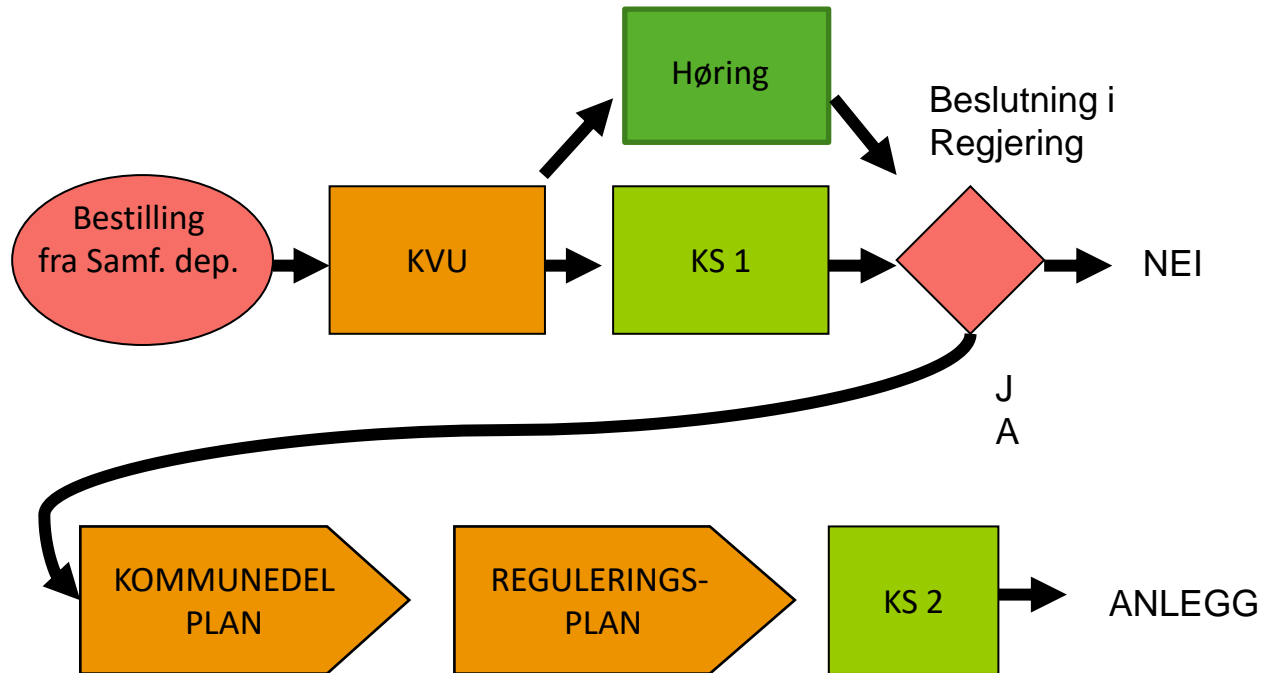 Høring
Beslutning i
Regjering
Bestilling
fra Samf. dep.
KVU
KS 1
NEI
J
A
KOMMUNEDEL
PLAN
REGULERINGS-
PLAN
KS 2
ANLEGG